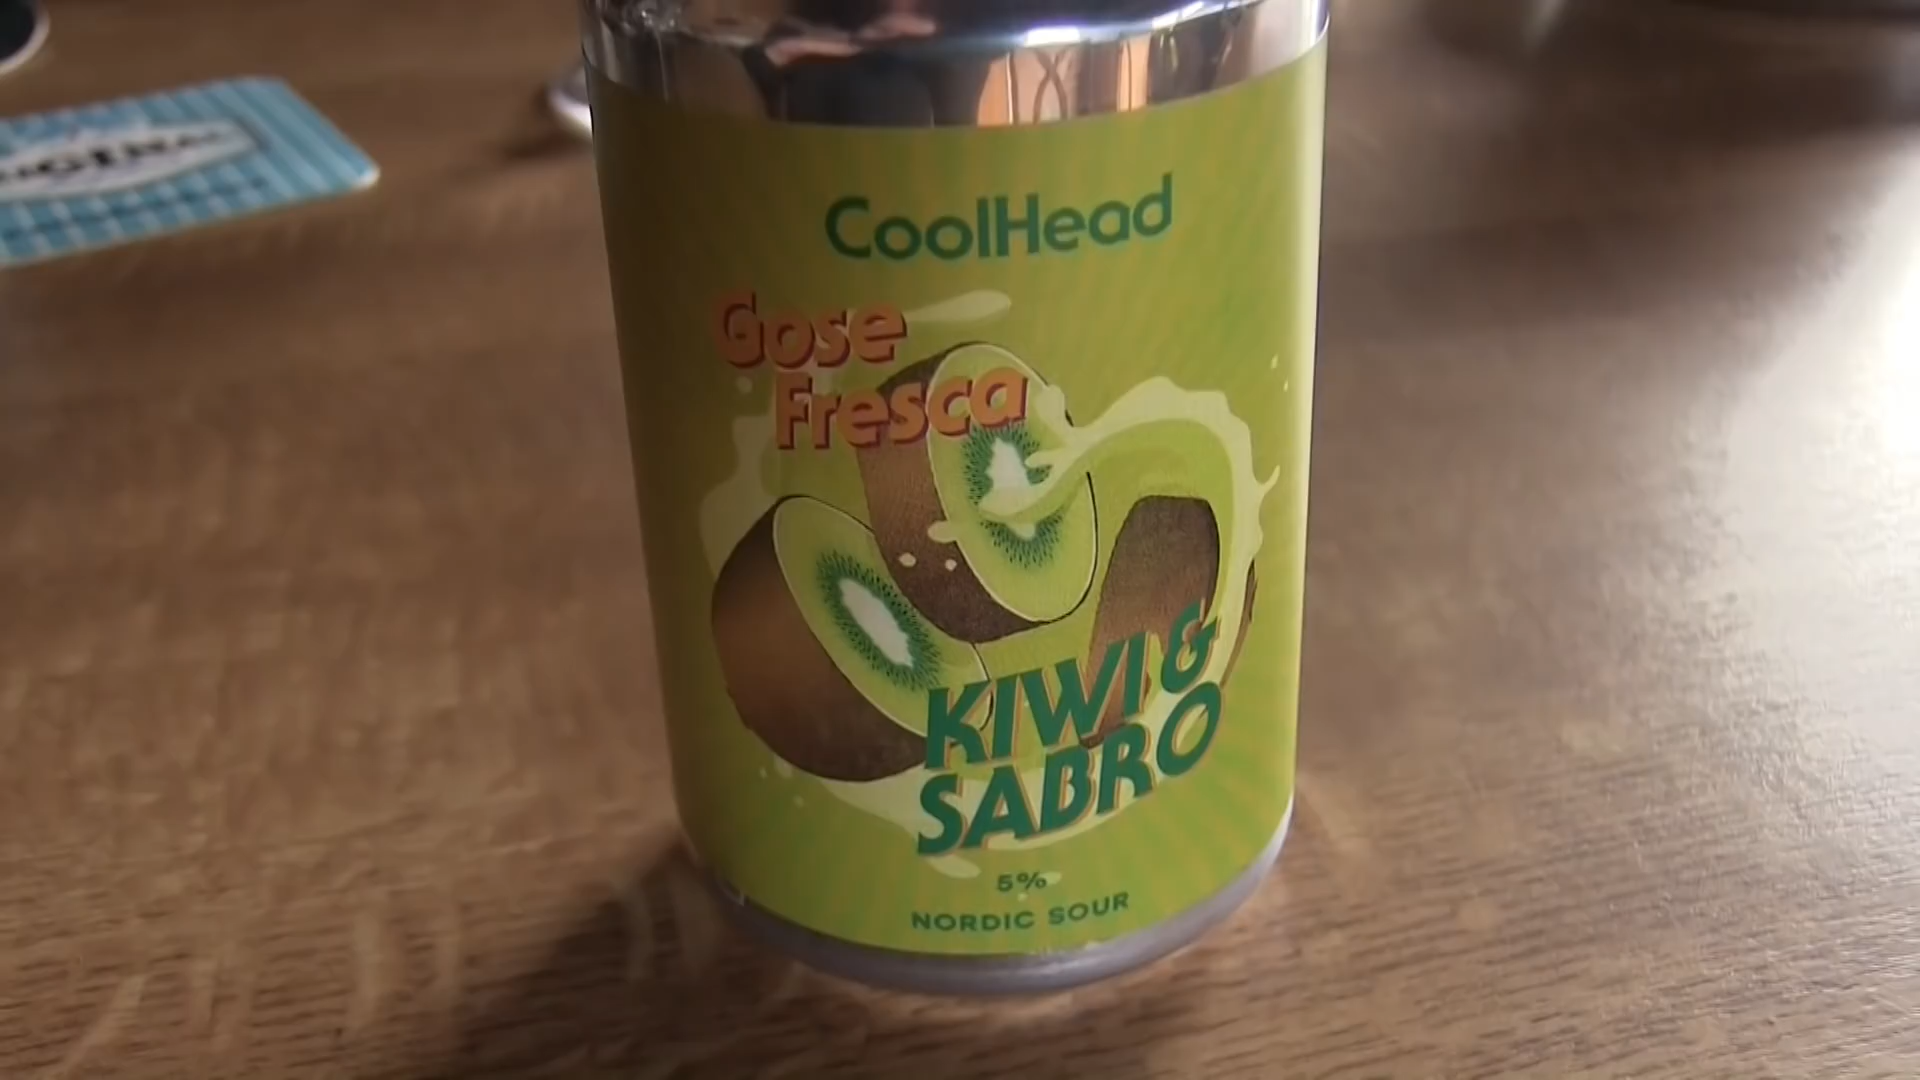 CoolHead
Gose
Fresca
KIWI &
SABRO
5%
NORDIC SOUR